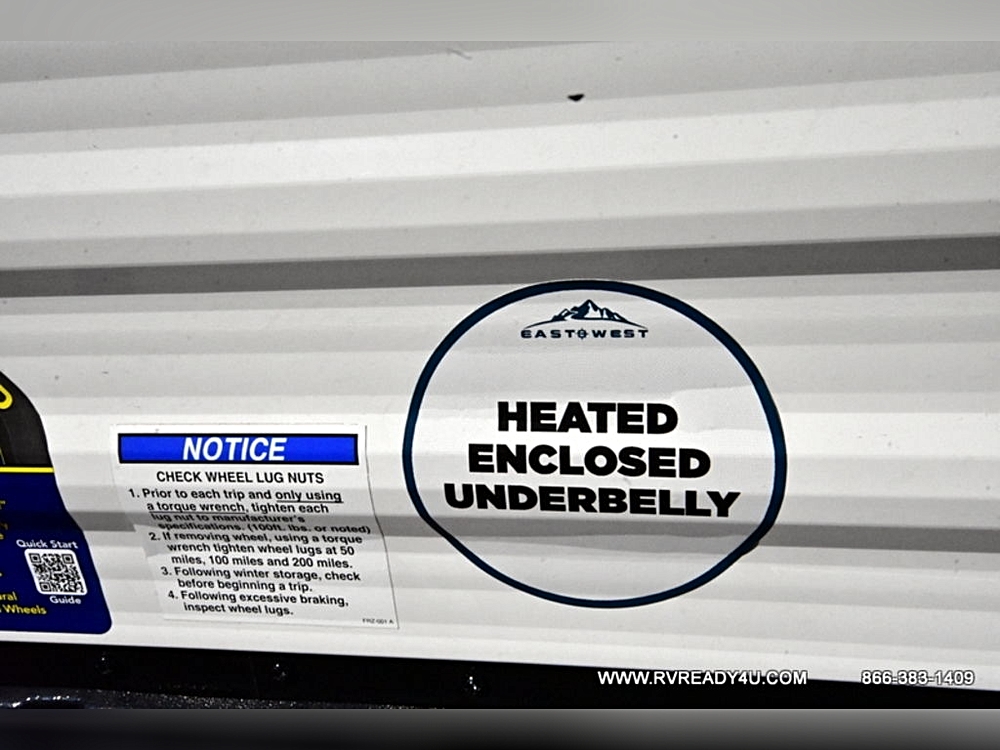 EAST WEST
HEATED
ENCLOSED
UNDERBELLY
NOTICE
CHECK WHEEL LUG NUTS
1. Prior to each trip and only using
a torque wrench, tighten each
lug nut to manufacturer's
specifications. (100ft. lbs. or noted)
2. If removing wheel, using a torque
wrench tighten wheel lugs at 50
miles, 100 miles and 200 miles.
3. Following winter storage, check
before beginning a trip.
4. Following excessive braking,
inspect wheel lugs.
Quick Start
Guide
Wheels
WWW.RVREADY4U.COM 866-383-1409